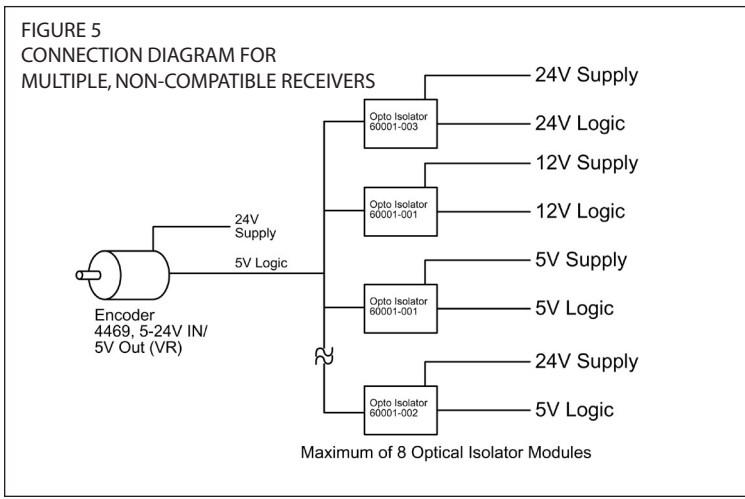 FIGURE 5
CONNECTION DIAGRAM FOR
MULTIPLE, NON-COMPATIBLE RECEIVERS
24V Supply
Opto Isolator
60001-003
24V Logic
12V Supply
Opto Isolator
60001-001
12V Logic
24V
Supply
5V Logic
5V Supply
Opto Isolator
60001-001
5V Logic
Encoder
4469, 5-24V IN/
5V Out (VR)
24V Supply
Opto Isolator
60001-002
5V Logic
Maximum of 8 Optical Isolator Modules